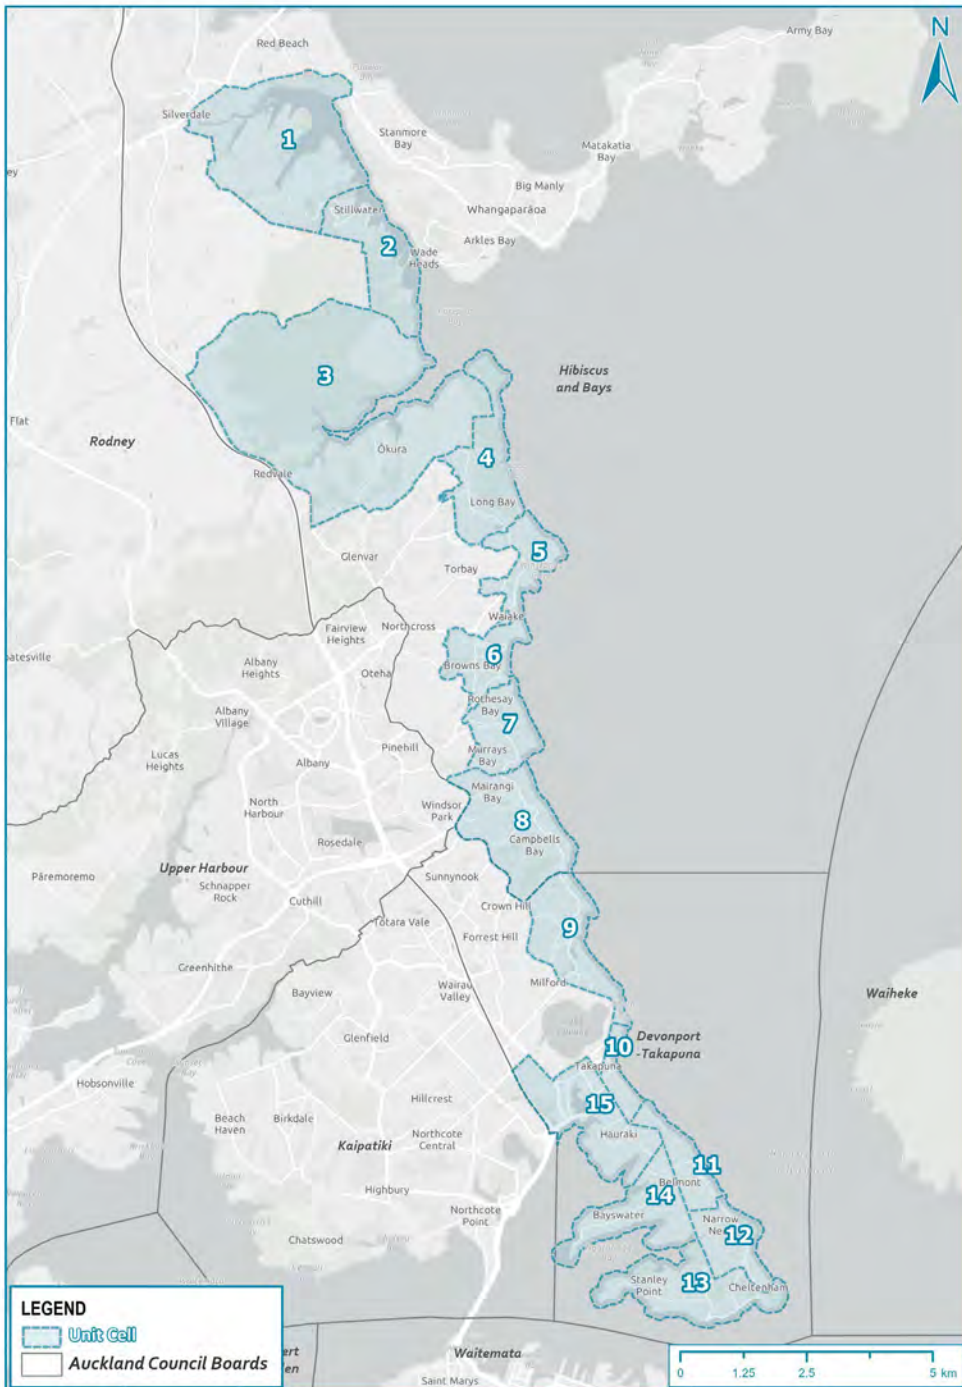 Army Bay
N
Red Beach
Silverdale
Stanmore
Bay
1
Matakatia
Bay
ey
Big Manly
Stillwater
Whangaparāoa
2
Arkles Bay
Wade
Heads
3
Hibiscus
and Bays
Flat
Rodney
Ōkura
4
Redvale
Long Bay
5
Glenvar
Torbay
Waiake
Fairview
Heights
Northcross
6
Albany
Heights
Browns Bay
Oteha
Rothesay
Bay
Albany
Village
7
Pinehill
Murrays
Bay
Lucas
Heights
Albany
Mairangi
Bay
North
Harbour
Windsor
Park
8
Rosedale
Campbells
Bay
Upper Harbour
Pāremoremo
Schnapper
Rock
Sunnynook
Cuthill
Crown Hill
Totara Vale
9
Forrest Hill
Greenhithe
Wairau
Valley
Milford
Bayview
Waiheke
Glenfield
10
Devonport
-Takapuna
Takapuna
Hobsonville
Hillcrest
15
Beach
Haven
Birkdale
Northcote
Central
Hauraki
Kaipatiki
11
Highbury
Belmont
14
Northcote
Point
Bayswater
Narrow
12
Chatswood
Stanley
Point
13
Cheltenham
LEGEND
Unit Cell
Auckland Council Boards
ert
en
Waitemata
Saint Marys
0 1.25 2.5 5 km